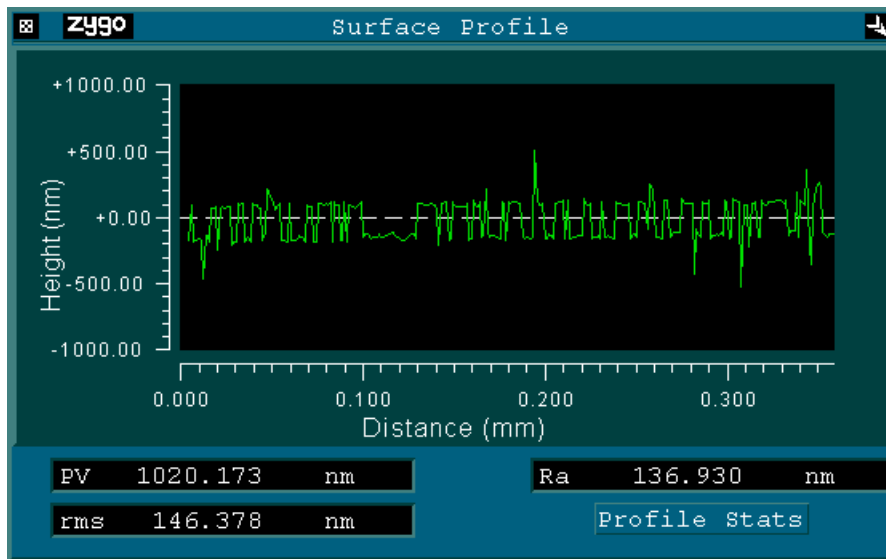 zygo Surface Profile
+1000.00
+500.00
+0.00
-500.00
-1000.00
Height (nm)
0.000 0.100 0.200 0.300
Distance (mm)
PV 1020.173 nm Ra 136.930 nm
rms 146.378 nm Profile Stats